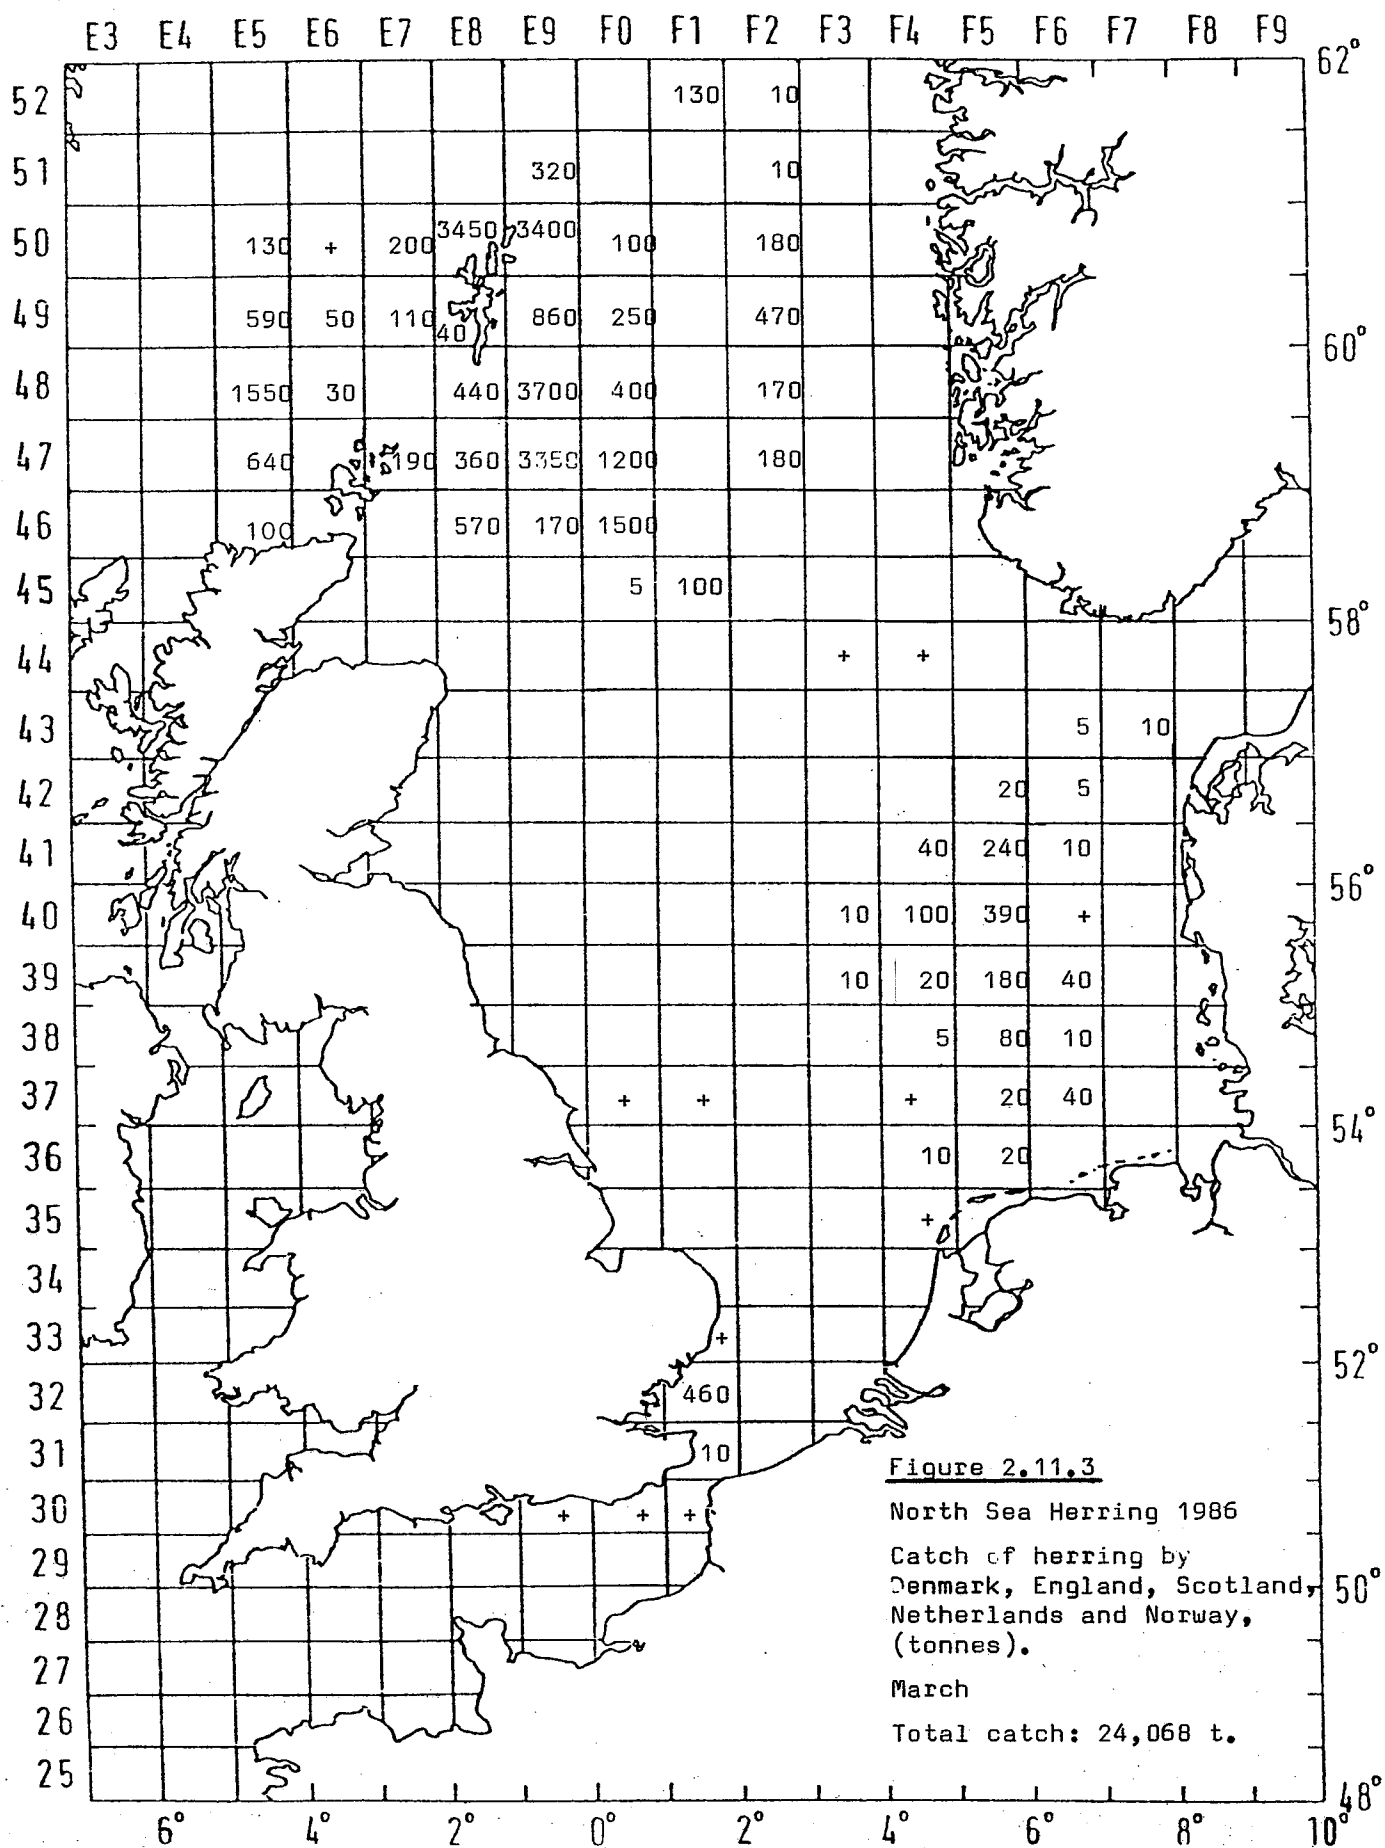 E3 E4 E5 E6 E7 E8 E9 F0 F1 F2 F3 F4 F5 F6 F7 F8 F9
62°
52 130 10
51 320 10
50 130 + 200 3450 3400 100 180
49 590 50 110 40 860 250 470
60°
48 1550 30 440 3700 400 170
47 640 190 360 3350 1200 180
46 100 570 170 1500
45 5 100
58°
44 + +
43 5 10
42 20 5
41 40 240 10
56°
40 10 100 390 +
39 10 20 180 40
38 5 80 10
37 + + + 20 40
54°
36 10 20
35 +
34
33 +
52°
32 460
31 10
30 + + +
29
50°
28
27
26
25
48°
6° 4° 2° 0° 2° 4° 6° 8° 10°
Figure 2.11.3
North Sea Herring 1986
Catch of herring by
Denmark, England, Scotland,
Netherlands and Norway,
(tonnes).
March
Total catch: 24,068 t.